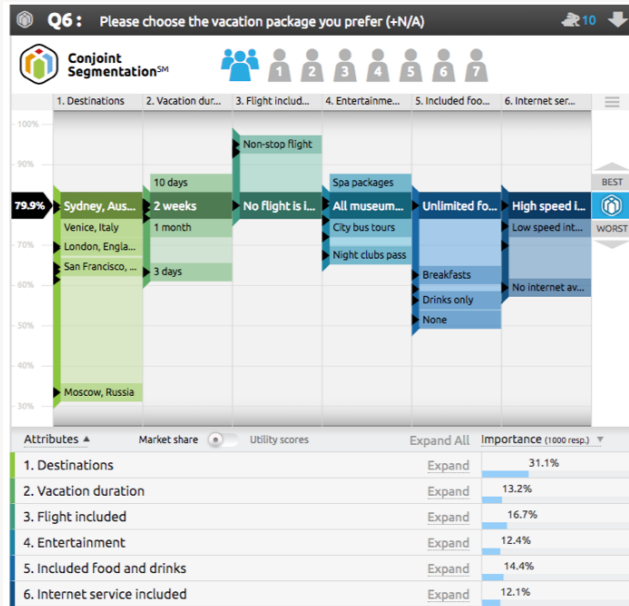 Q6 : Please choose the vacation package you prefer (+N/A)
10
Conjoint
Segmentation℠
1 2 3 4 5 6 7
1. Destinations 2. Vacation dur... 3. Flight includ... 4. Entertainme... 5. Included foo... 6. Internet ser...
100%
Non-stop flight
90%
10 days Spa packages BEST
79.9% Sydney, Aus... 2 weeks No flight is i... All museum... Unlimited fo... High speed i...
Venice, Italy 1 month City bus tours Low speed int... WORST
70% London, Engla...
Night clubs pass
San Francisco, ... 3 days
Breakfasts
60% No internet av...
Drinks only
50% None
40%
Moscow, Russia
30%
Attributes ▲ Market share Utility scores Expand All Importance (1000 resp.) ▼
1. Destinations Expand 31.1%
2. Vacation duration Expand 13.2%
3. Flight included Expand 16.7%
4. Entertainment Expand 12.4%
5. Included food and drinks Expand 14.4%
6. Internet service included Expand 12.1%